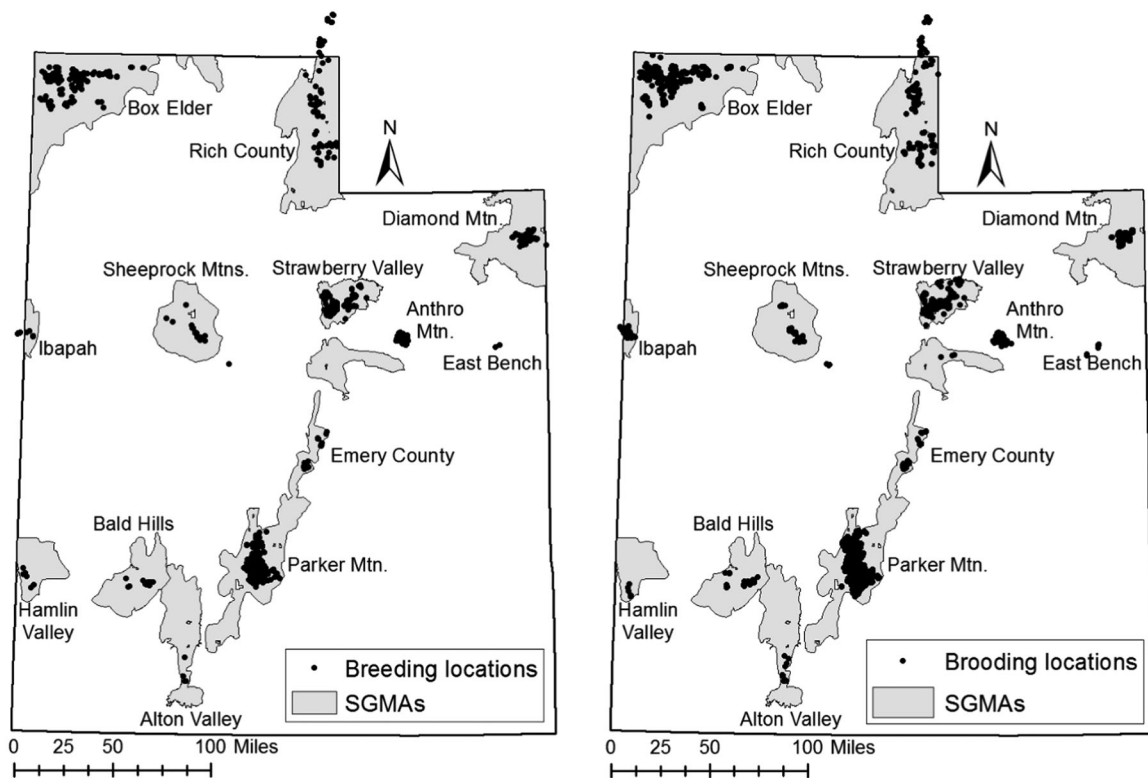 Box Elder
Rich County
N
Diamond Mtn.
Sheeprock Mtns.
Strawberry Valley
Anthro
Mtn.
Ibapah
East Bench
Emery County
Bald Hills
Parker Mtn.
Hamlin
Valley
Breeding locations
SGMAs
Alton Valley
0 25 50 100 Miles
Box Elder
Rich County
N
Diamond Mtn.
Sheeprock Mtns.
Strawberry Valley
Anthro
Mtn.
Ibapah
East Bench
Emery County
Bald Hills
Parker Mtn.
Hamlin
Valley
Brooding locations
SGMAs
Alton Valley
0 25 50 100 Miles